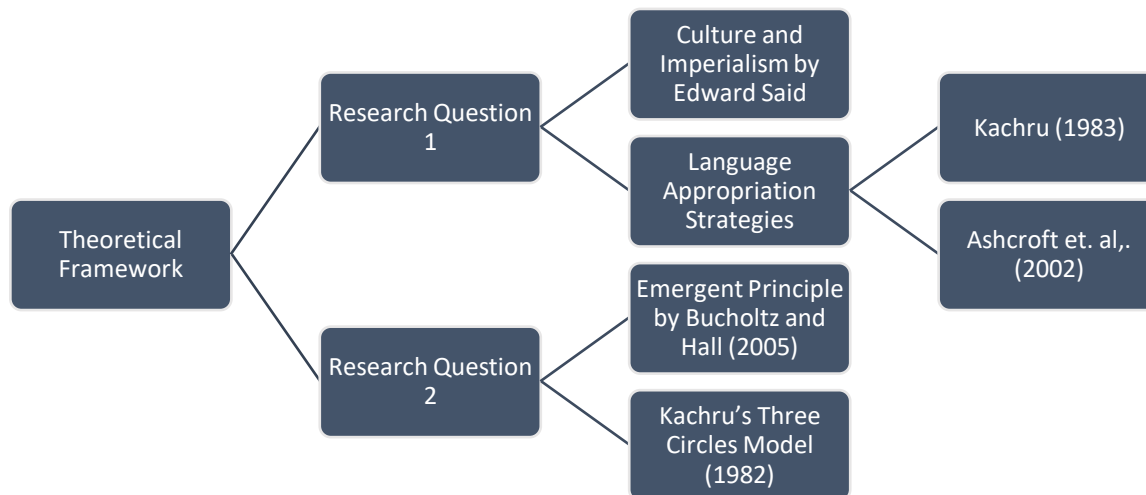 Theoretical
Framework
Research Question
1
Culture and
Imperialism by
Edward Said
Language
Appropriation
Strategies
Kachru (1983)
Ashcroft et. al,.
(2002)
Research Question
2
Emergent Principle
by Bucholtz and
Hall (2005)
Kachru’s Three
Circles Model
(1982)